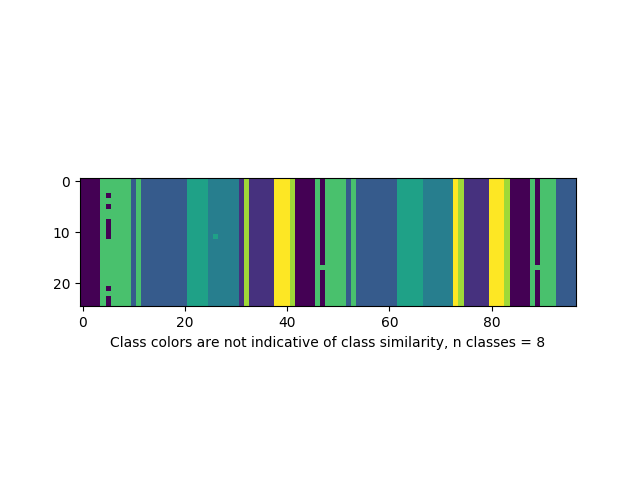 0
10
20
0 20 40 60 80
Class colors are not indicative of class similarity, n classes = 8